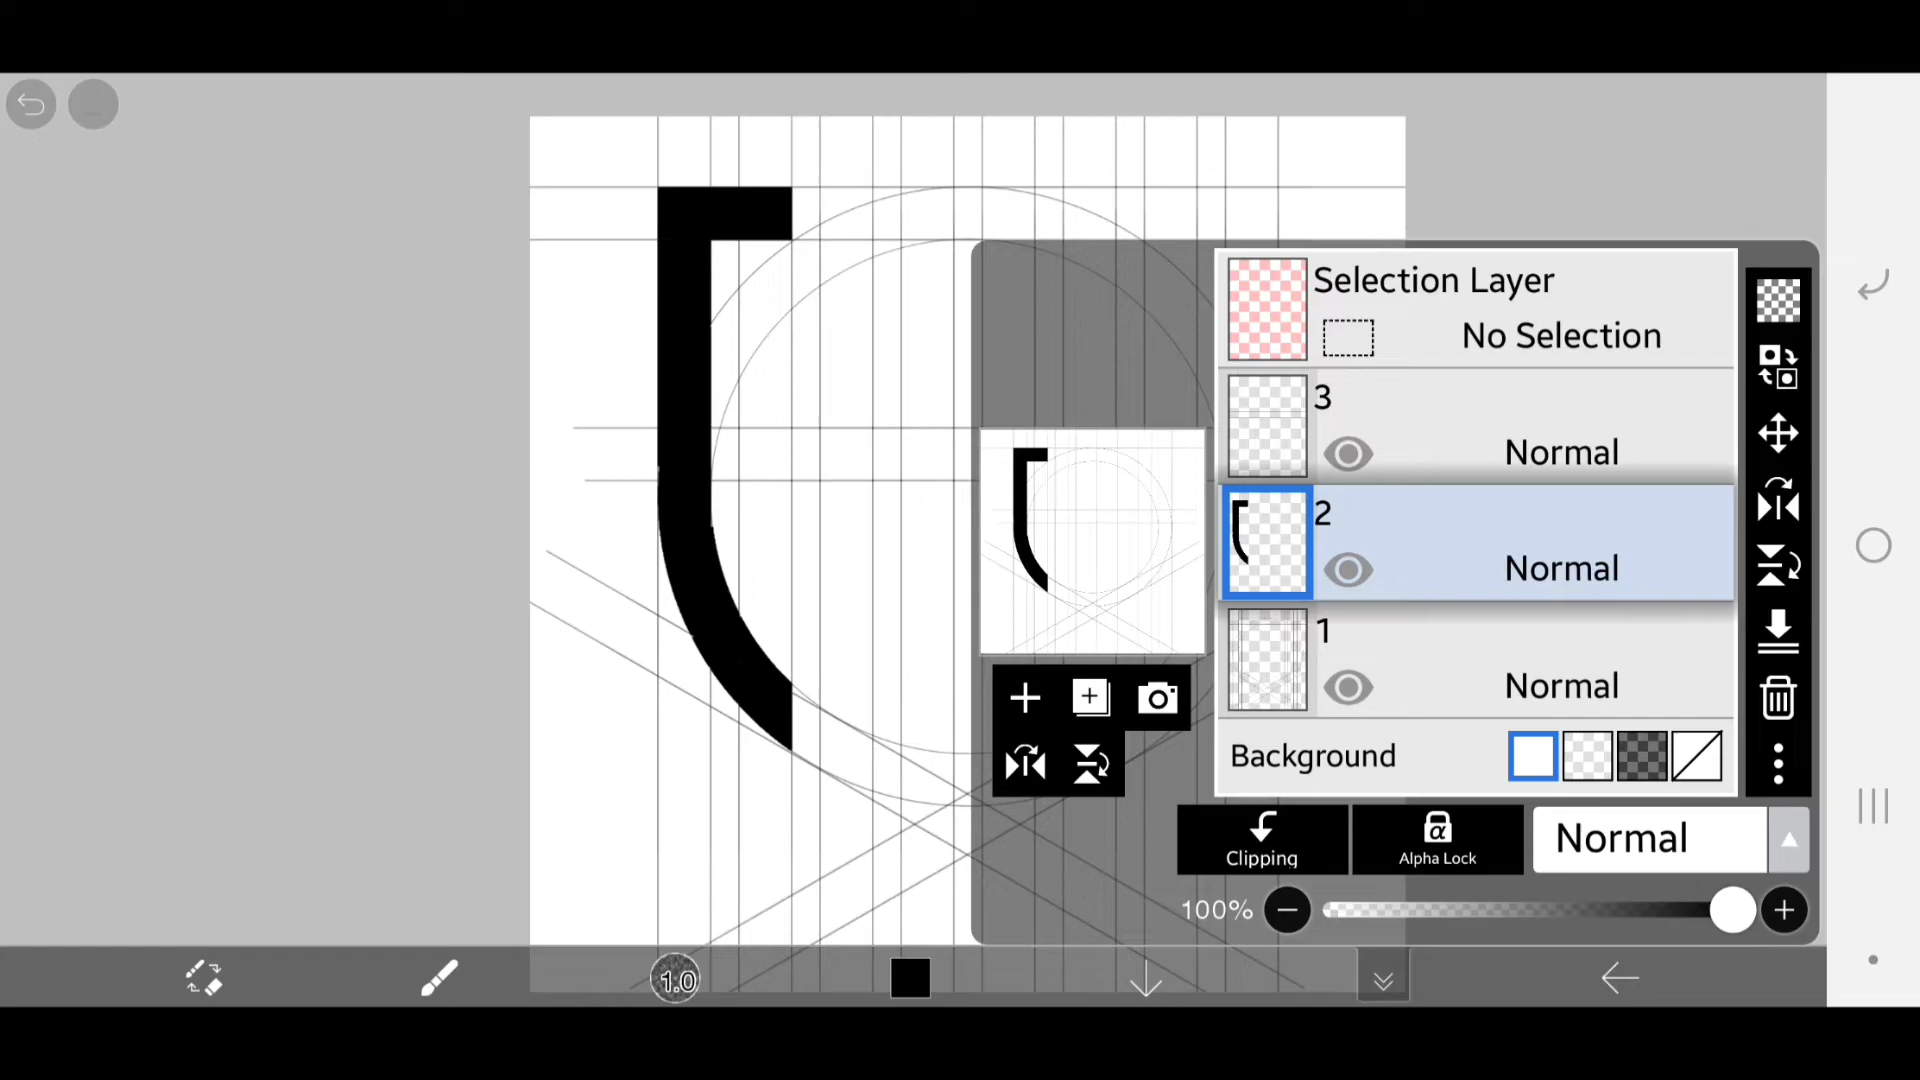 Selection Layer
No Selection
3
Normal
2
Normal
1
Normal
Background
Clipping
α
Alpha Lock
Normal
100%
1.0